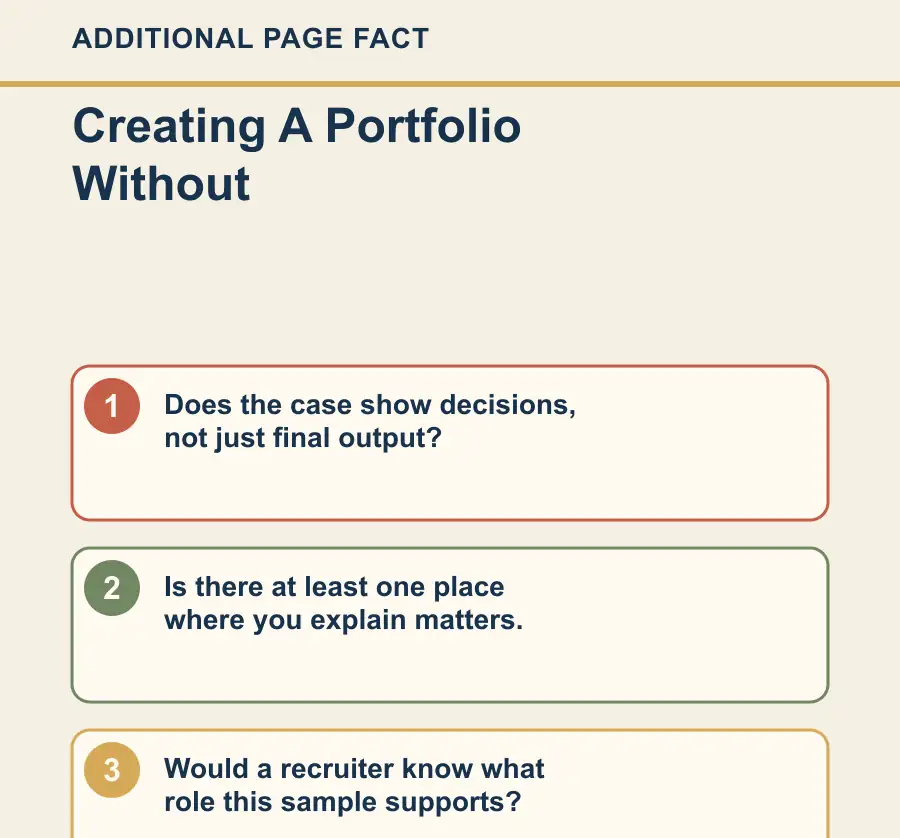 ADDITIONAL PAGE FACT
Creating A Portfolio
Without
1
Does the case show decisions,
not just final output?
2
Is there at least one place
where you explain matters.
3
Would a recruiter know what
role this sample supports?